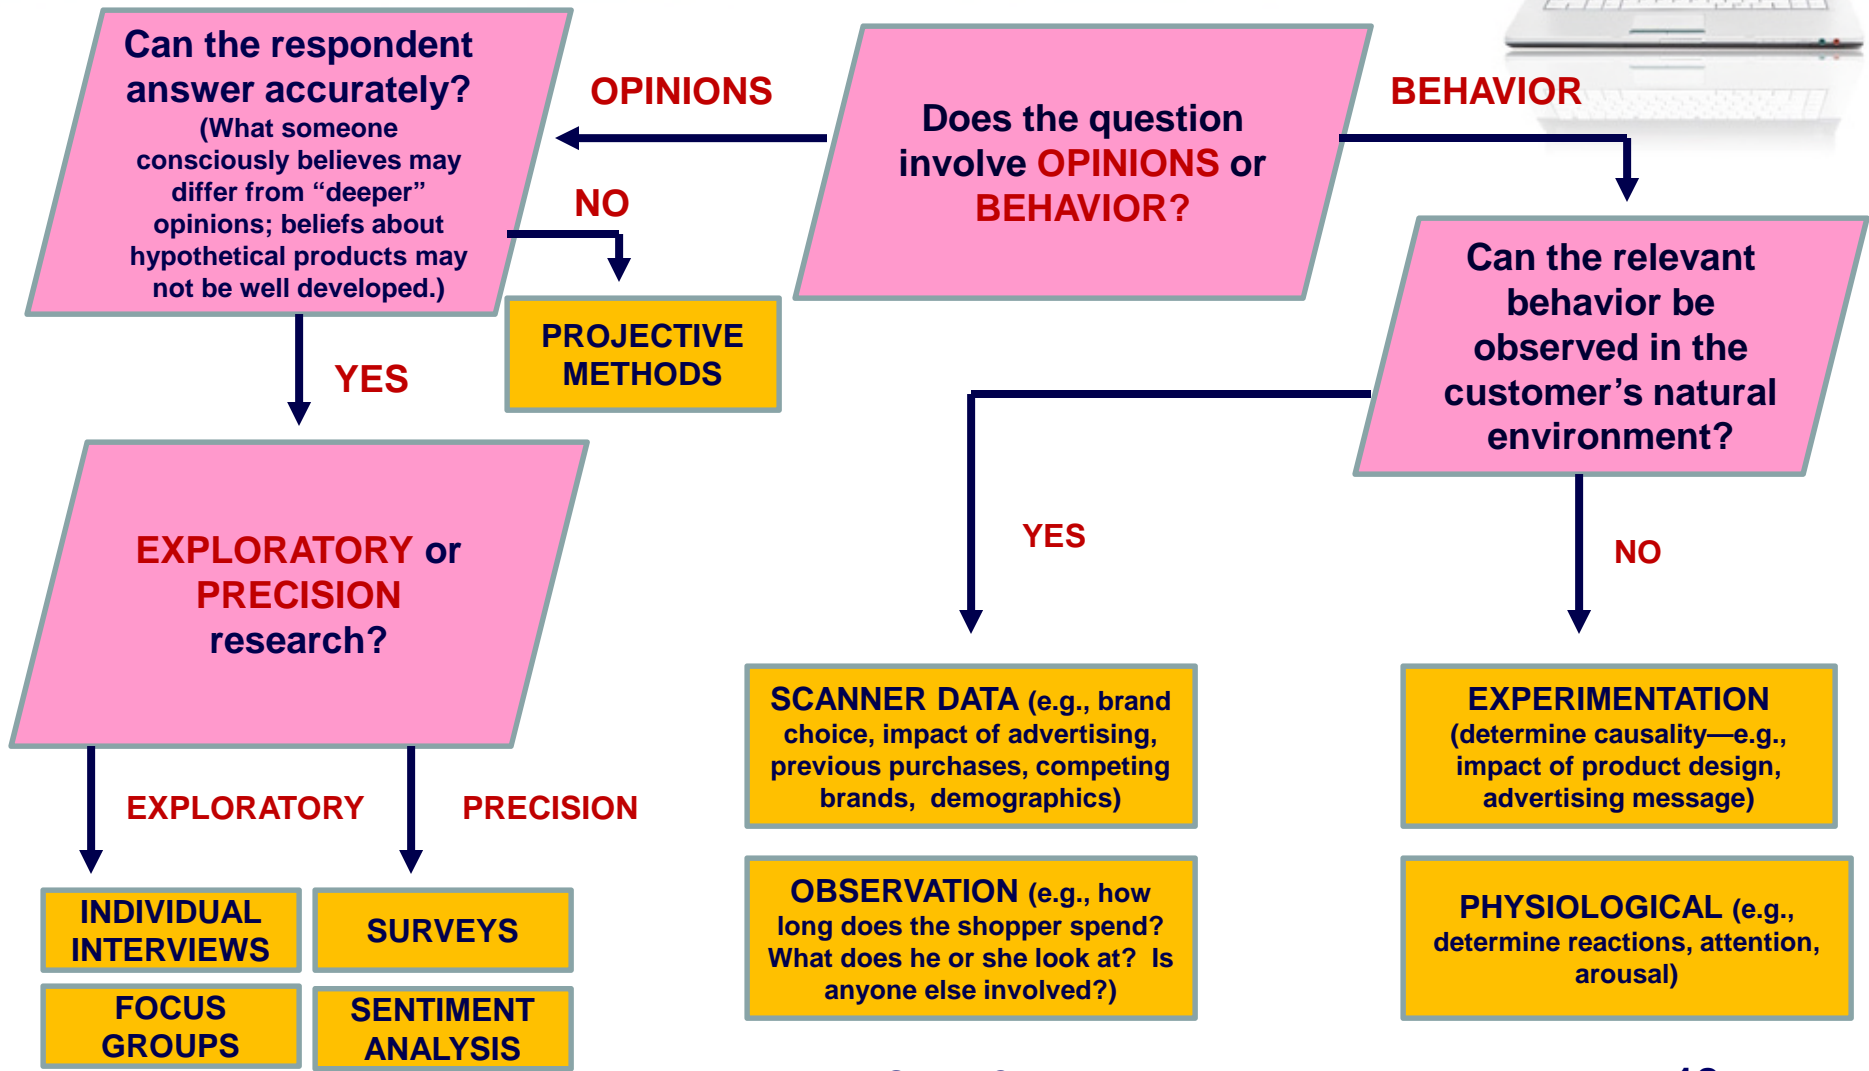 Can the respondent
answer accurately?
(What someone
consciously believes may
differ from “deeper”
opinions; beliefs about
hypothetical products may
not be well developed.)
OPINIONS
Does the question
involve OPINIONS or
BEHAVIOR?
BEHAVIOR
NO
PROJECTIVE
METHODS
Can the relevant
behavior be
observed in the
customer’s natural
environment?
YES
EXPLORATORY or
PRECISION
research?
YES
NO
EXPLORATORY
PRECISION
INDIVIDUAL
INTERVIEWS
SURVEYS
FOCUS
GROUPS
SENTIMENT
ANALYSIS
SCANNER DATA (e.g., brand
choice, impact of advertising,
previous purchases, competing
brands, demographics)
OBSERVATION (e.g., how
long does the shopper spend?
What does he or she look at? Is
anyone else involved?)
EXPERIMENTATION
(determine causality—e.g.,
impact of product design,
advertising message)
PHYSIOLOGICAL (e.g.,
determine reactions, attention,
arousal)